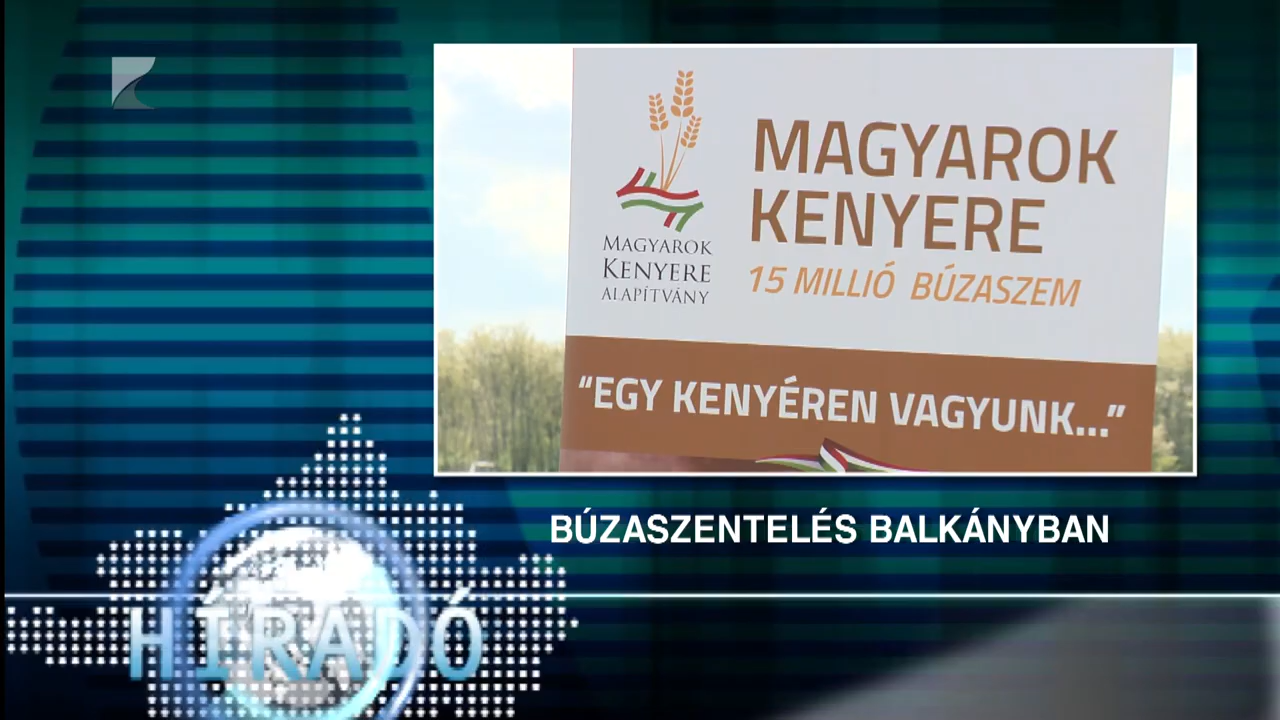 MAGYAROK
KENYERE
15 MILLIÓ BÚZASZEM
MAGYAROK
KENYERE
ALAPÍTVÁNY
"EGY KENYÉREN VAGYUNK..."
BÚZASZENTELÉS BALKÁNYBAN
HÍRADÓ